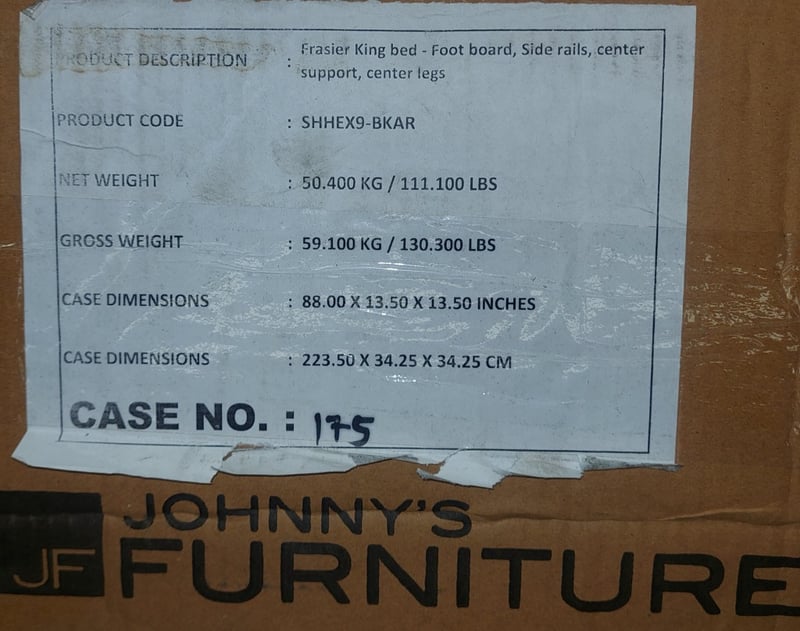 PRODUCT DESCRIPTION : Frasier King bed - Foot board, Side rails, center
support, center legs
PRODUCT CODE : SHHEX9-BKAR
NET WEIGHT : 50.400 KG / 111.100 LBS
GROSS WEIGHT : 59.100 KG / 130.300 LBS
CASE DIMENSIONS : 88.00 X 13.50 X 13.50 INCHES
CASE DIMENSIONS : 223.50 X 34.25 X 34.25 CM
CASE NO. : 175
JF JOHNNY'S
FURNITURE